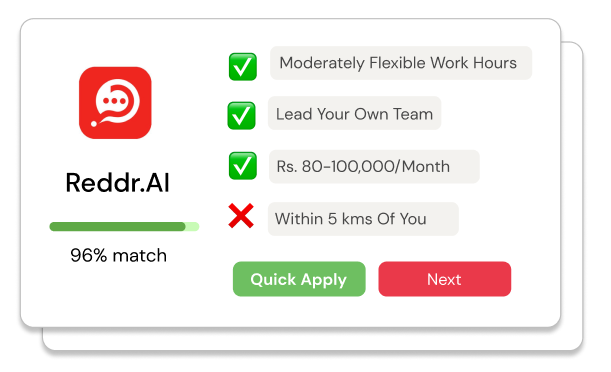 Reddr.AI
96% match
Moderately Flexible Work Hours
Lead Your Own Team
Rs. 80-100,000/Month
Within 5 kms Of You
Quick Apply
Next